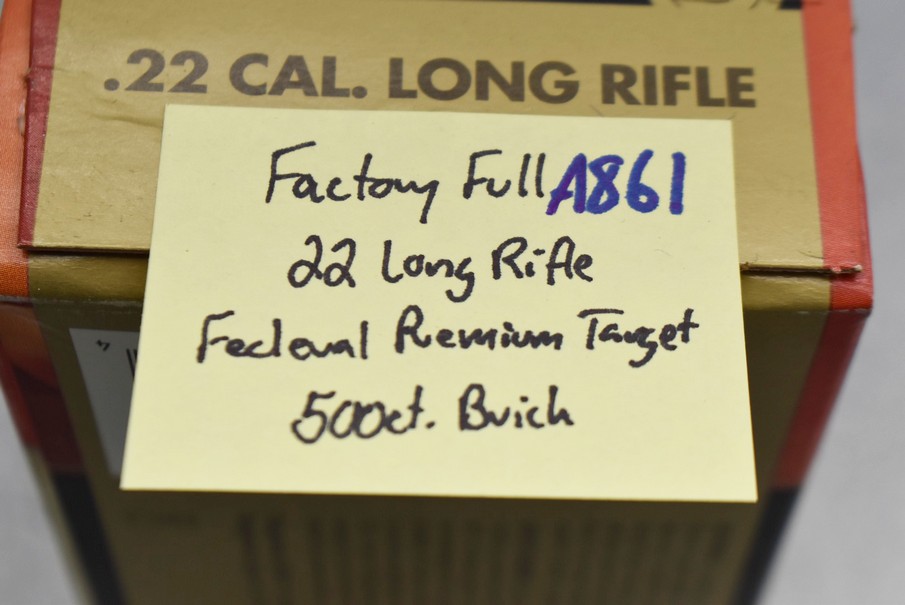 .22 CAL. LONG RIFLE
Factory Full A861
22 Long Rifle
Federal Premium Target
500ct. Brick